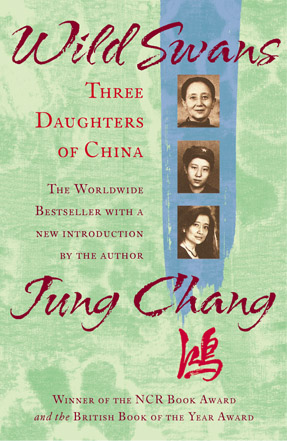 Wild Swans
Three
Daughters
of China
The Worldwide
Bestseller with a
new introduction
by the author
Jung Chang
鴻
Winner of the NCR Book Award
and the British Book of the Year Award